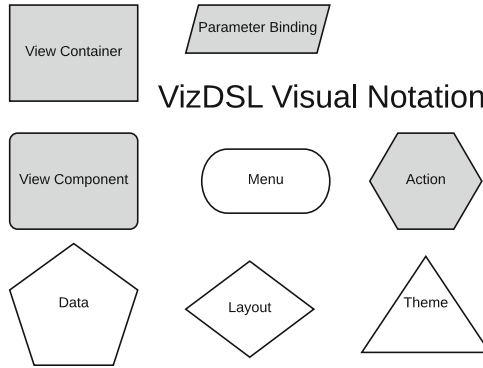 View Container
Parameter Binding
VizDSL Visual Notation
View Component
Menu
Action
Data
Layout
Theme